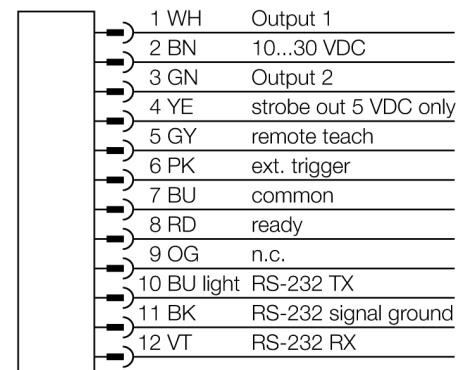 1 WH Output 1
2 BN 10...30 VDC
3 GN Output 2
4 YE strobe out 5 VDC only
5 GY remote teach
6 PK ext. trigger
7 BU common
8 RD ready
9 OG n.c.
10 BU light RS-232 TX
11 BK RS-232 signal ground
12 VT RS-232 RX